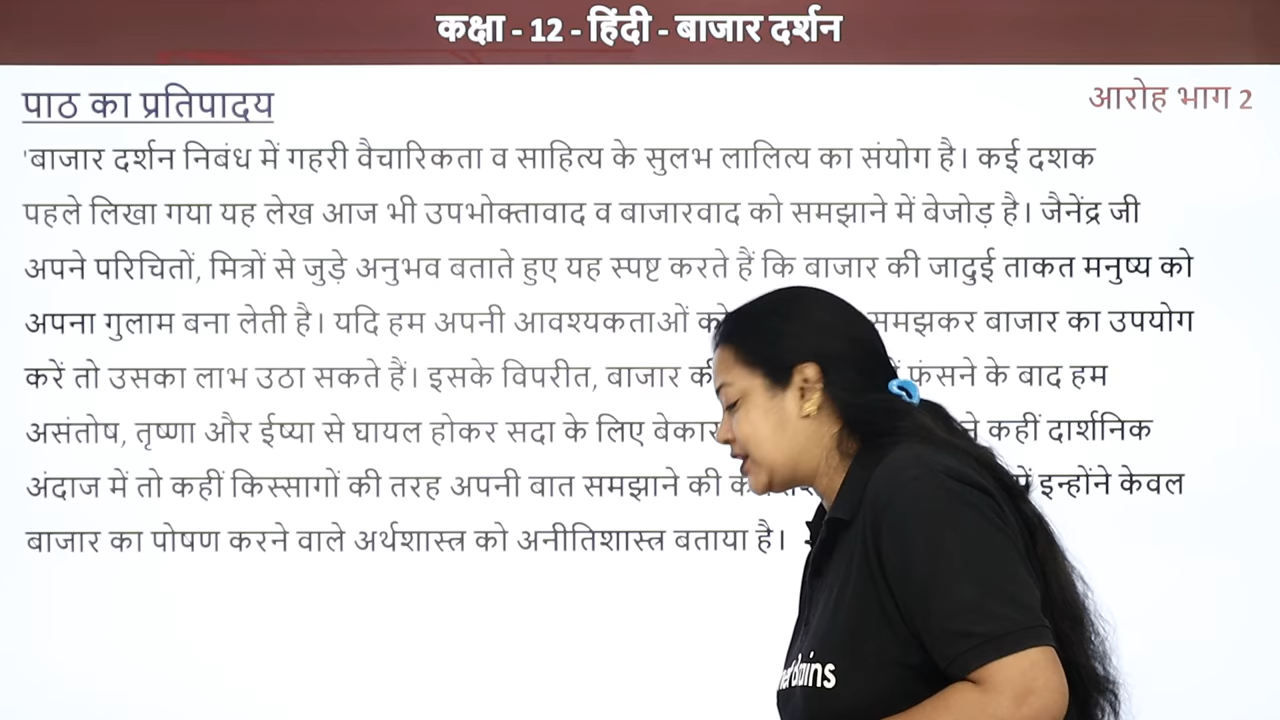 कक्षा - 12 - हिंदी - बाजार दर्शन
पाठ का प्रतिपादय
आरोह भाग 2
'बाजार दर्शन निबंध में गहरी वैचारिकता व साहित्य के सुलभ लालित्य का संयोग है। कई दशक
पहले लिखा गया यह लेख आज भी उपभोक्तावाद व बाजारवाद को समझाने में बेजोड़ है। जैनेंद्र जी
अपने परिचितों, मित्रों से जुड़े अनुभव बताते हुए यह स्पष्ट करते हैं कि बाजार की जादुई ताकत मनुष्य को
अपना गुलाम बना लेती है। यदि हम अपनी आवश्यकताओं को समझकर बाजार का उपयोग
करें तो उसका लाभ उठा सकते हैं। इसके विपरीत, बाजार की फंसने के बाद हम
असंतोष, तृष्णा और ईष्या से घायल होकर सदा के लिए बेकार कहीं दार्शनिक
अंदाज में तो कहीं किस्सागों की तरह अपनी बात समझाने की इन्होंने केवल
बाजार का पोषण करने वाले अर्थशास्त्र को अनीतिशास्त्र बताया है।